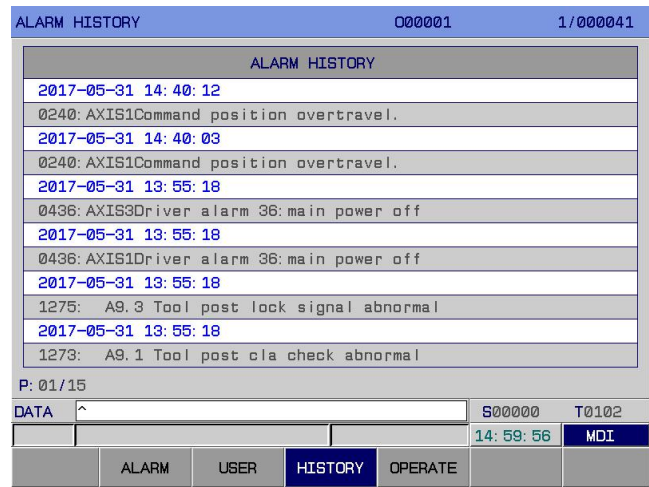 ALARM HISTORY O00001 1/000041
ALARM HISTORY
2017-05-31 14:40:12
0240:AXIS1Command position overtravel.
2017-05-31 14:40:03
0240:AXIS1Command position overtravel.
2017-05-31 13:55:18
0436:AXIS3Driver alarm 36:main power off
2017-05-31 13:55:18
0436:AXIS1Driver alarm 36:main power off
2017-05-31 13:55:18
1275: A9.3 Tool post lock signal abnormal
2017-05-31 13:55:18
1273: A9.1 Tool post cla check abnormal
P:01/15
DATA ^ S00000 T0102
14:59:56 MDI
ALARM USER HISTORY OPERATE